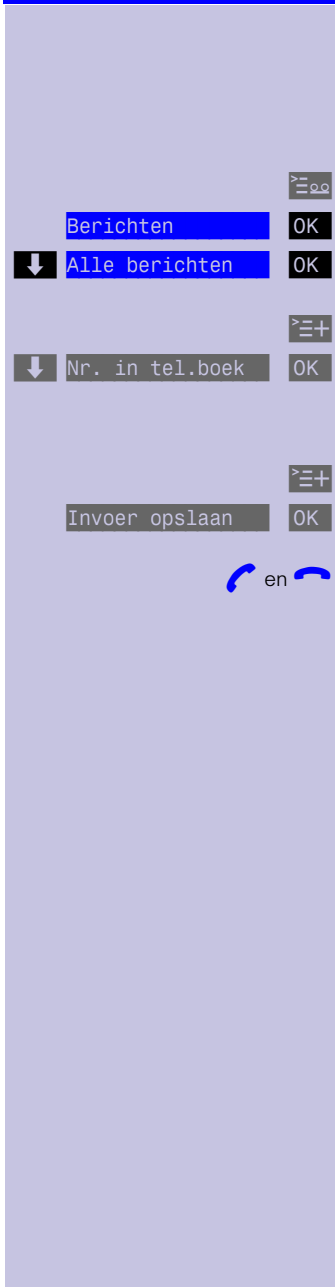 Berichten OK
Alle berichten OK
Nr. in tel.boek OK
Invoer opslaan OK
en